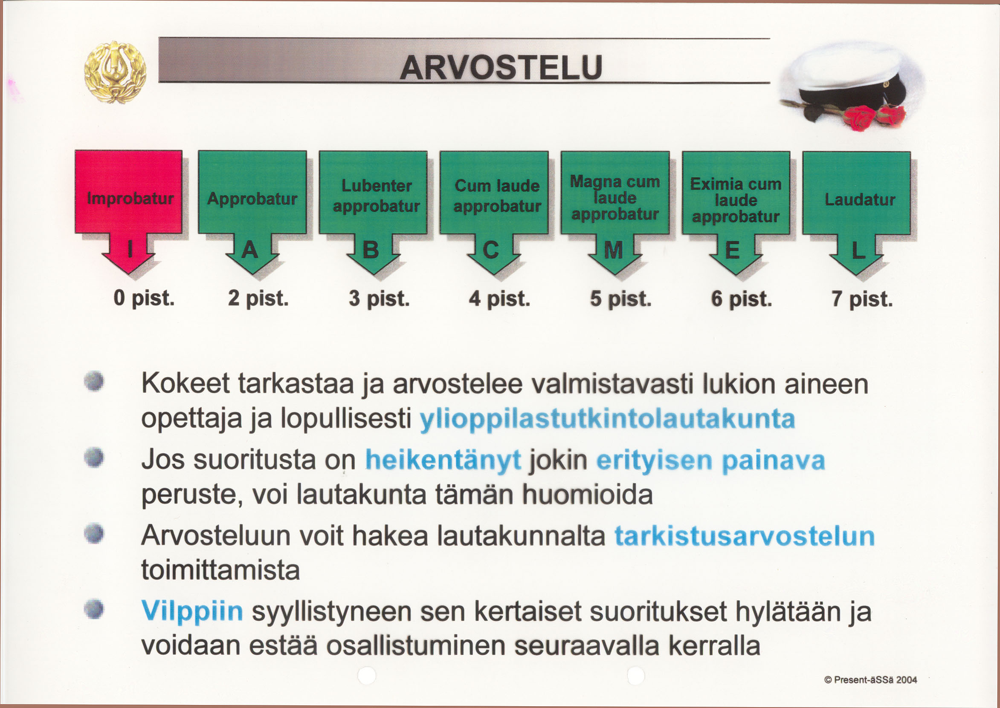 ARVOSTELU
Improbatur
Approbatur
Lubenter
approbatur
Cum laude
approbatur
Magna cum
laude
approbatur
Eximia cum
laude
approbatur
Laudatur
I
A
B
C
M
E
L
0 pist.
2 pist.
3 pist.
4 pist.
5 pist.
6 pist.
7 pist.
Kokeet tarkastaa ja arvostelee valmistavasti lukion aineen
opettaja ja lopullisesti ylioppilastutkintolautakunta
Jos suoritusta on heikentänyt jokin erityisen painava
peruste, voi lautakunta tämän huomioida
Arvosteluun voit hakea lautakunnalta tarkistusarvostelun
toimittamista
Vilppiin syyllistyneen sen kertaiset suoritukset hylätään ja
voidaan estää osallistuminen seuraavalla kerralla
© Present-äSSä 2004